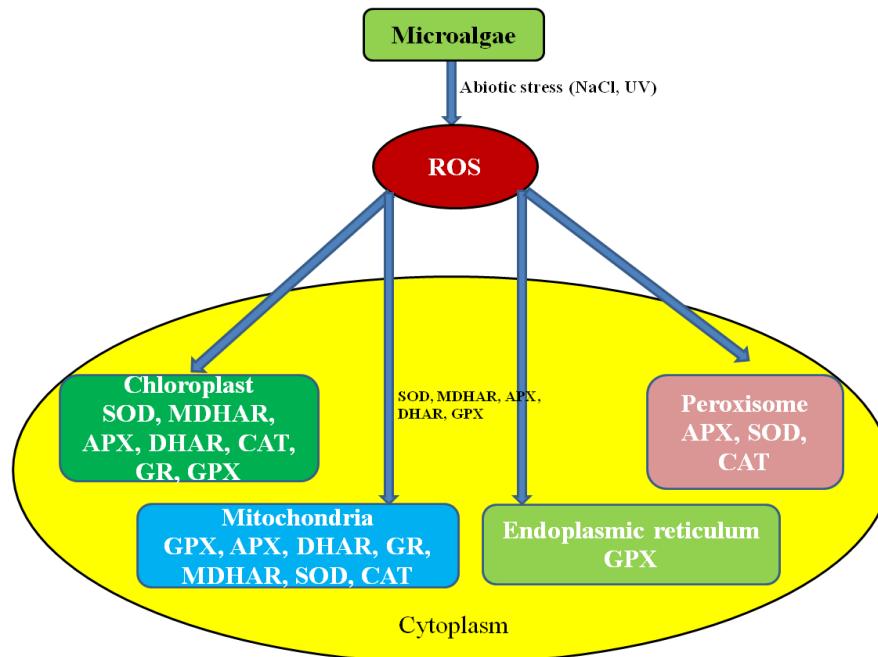 Microalgae
Abiotic stress (NaCl, UV)
ROS
Chloroplast
SOD, MDHAR,
APX, DHAR, CAT,
GR, GPX
SOD, MDHAR, APX,
DHAR, GPX
Peroxisome
APX, SOD,
CAT
Mitochondria
GPX, APX, DHAR, GR,
MDHAR, SOD, CAT
Endoplasmic reticulum
GPX
Cytoplasm